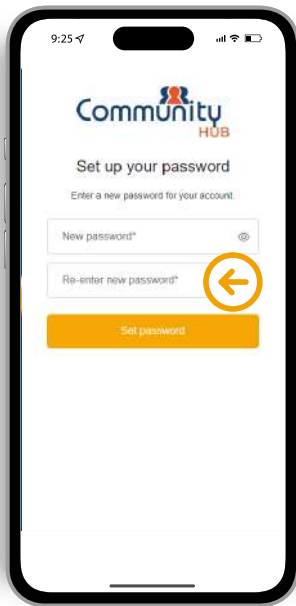 9:25
Community
HUB
Set up your password
Enter a new password for your account.
New password*
Re-enter new password*
Set password